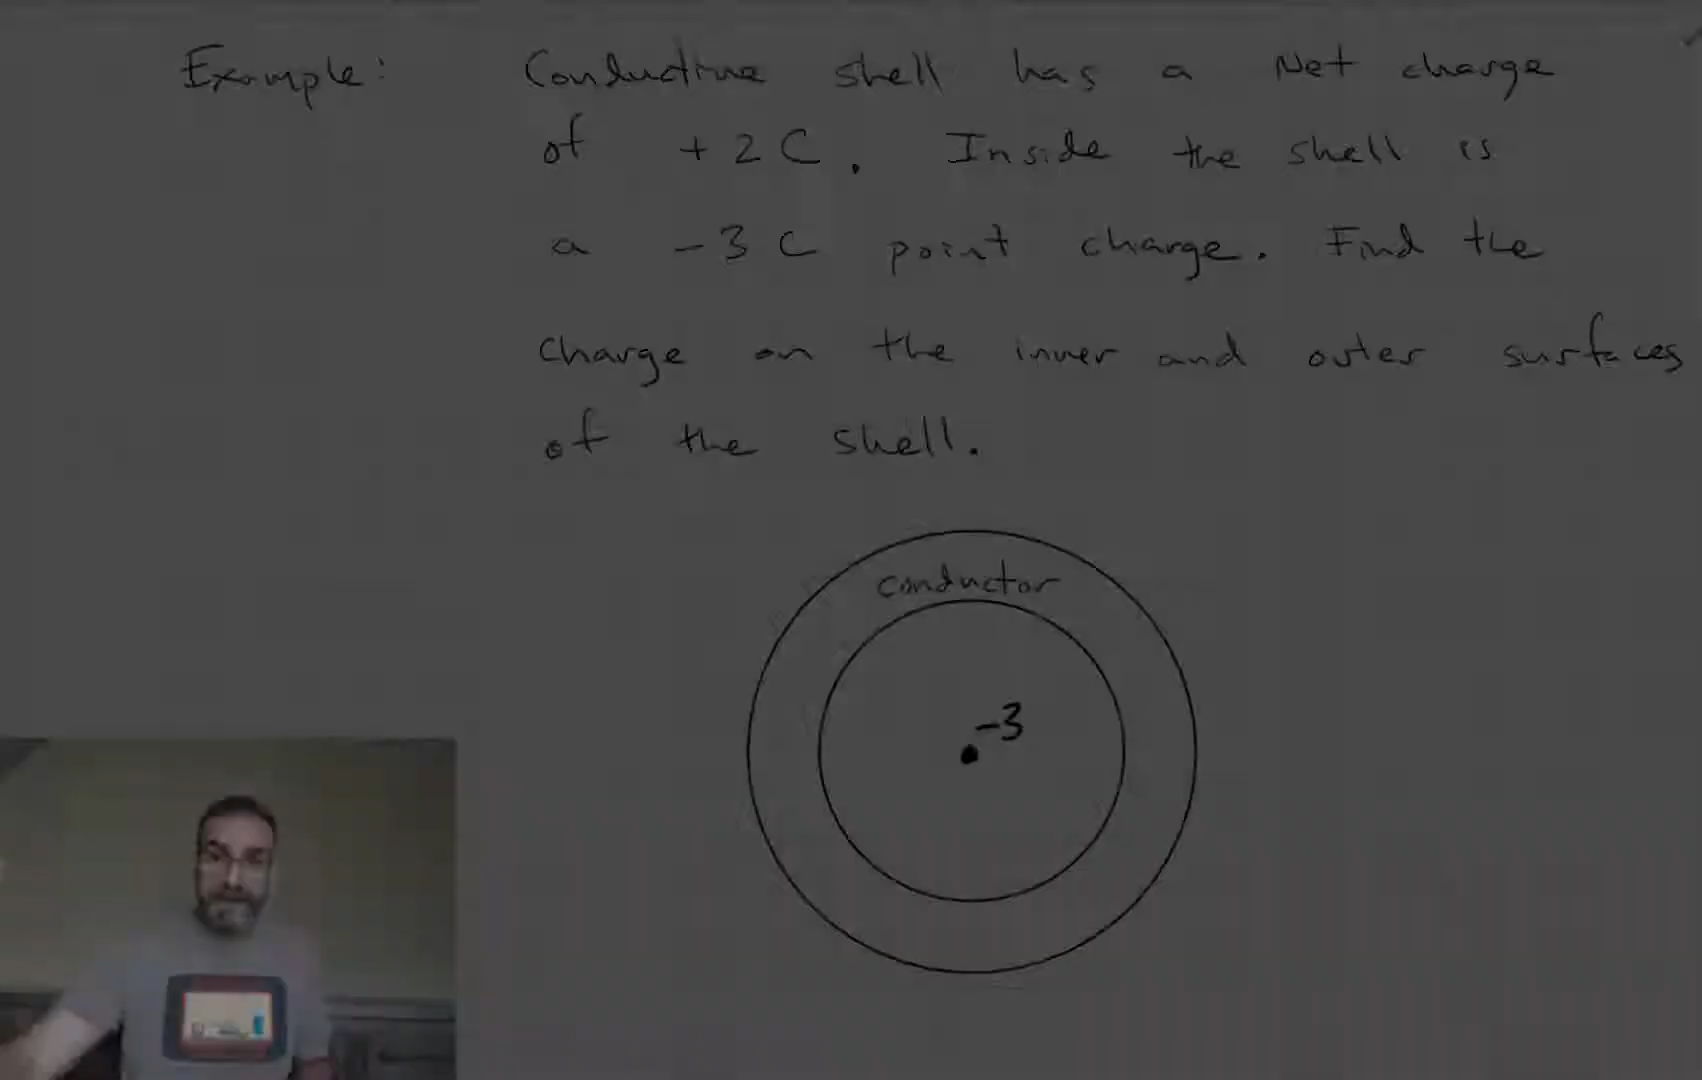 Example: Conductive shell has a Net charge
of +2 C. Inside the shell is
a -3 C point charge. Find the
charge on the inner and outer surfaces
of the shell.
conductor
-3